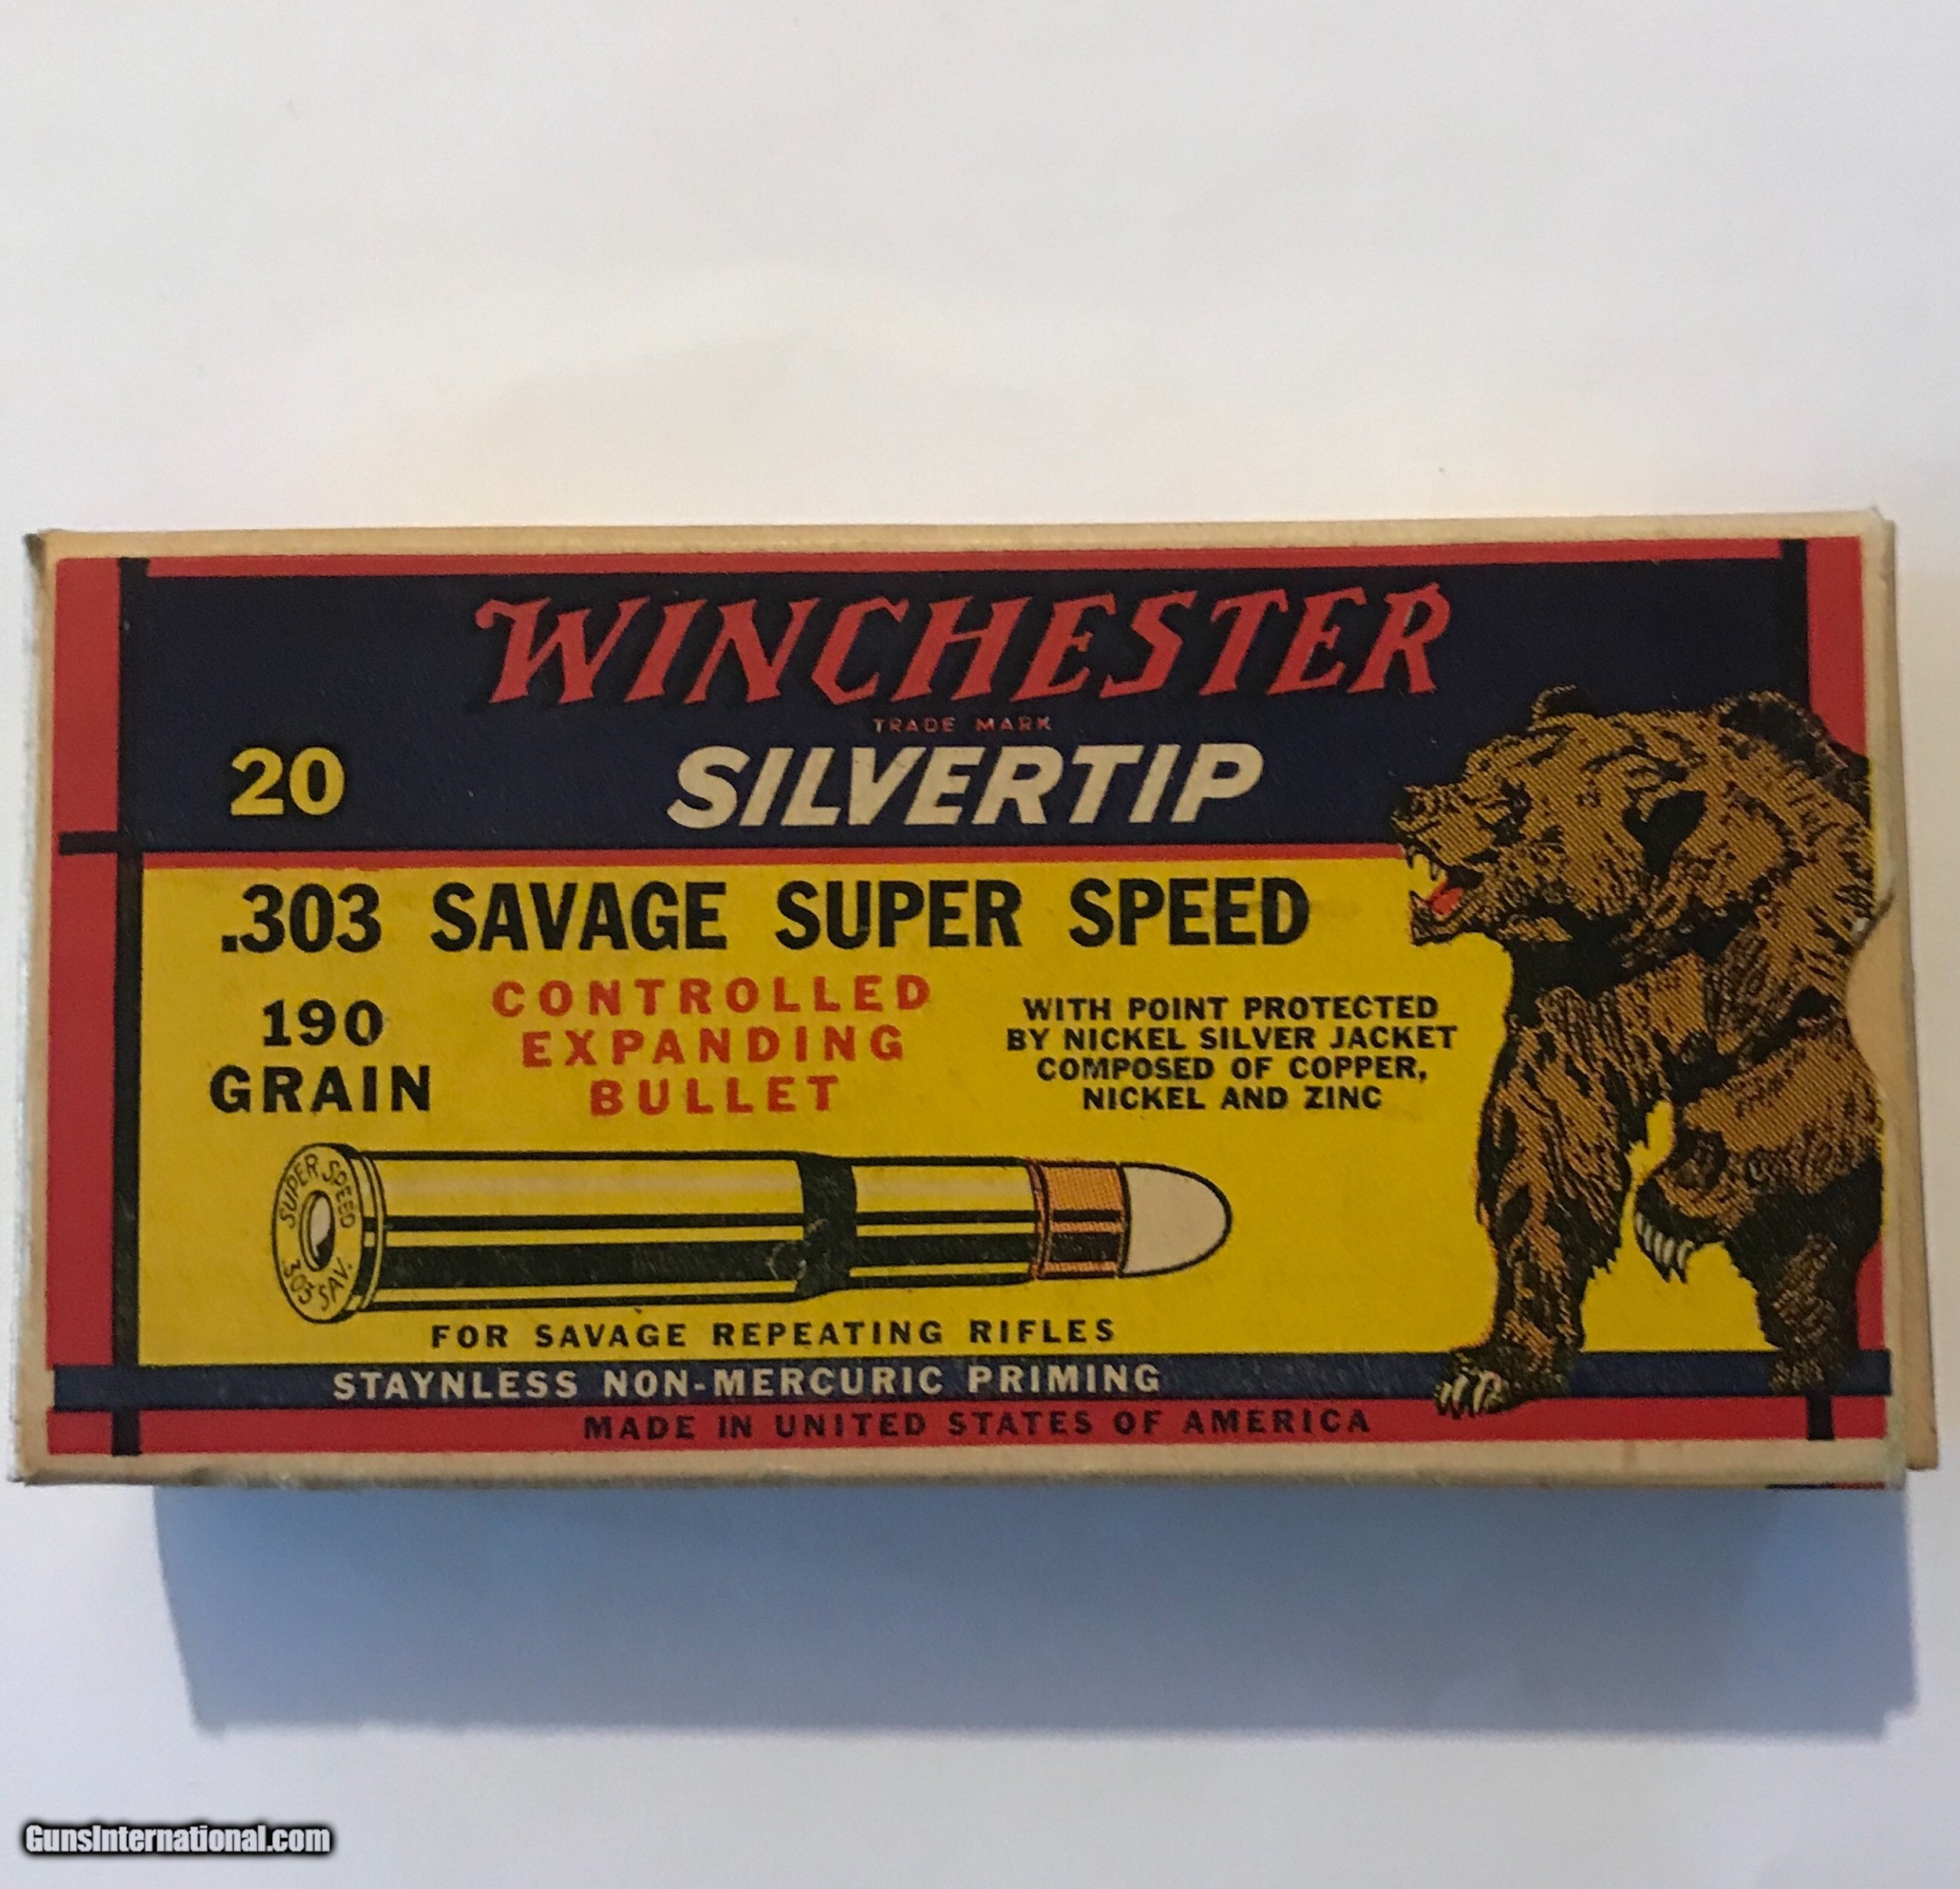 WINCHESTER
TRADE MARK
20 SILVERTIP
.303 SAVAGE SUPER SPEED
190
GRAIN
CONTROLLED
EXPANDING
BULLET
WITH POINT PROTECTED
BY NICKEL SILVER JACKET
COMPOSED OF COPPER,
NICKEL AND ZINC
SUPER SPEED
.303 SAV.
FOR SAVAGE REPEATING RIFLES
STAYNLESS NON-MERCURIC PRIMING
MADE IN UNITED STATES OF AMERICA
GunsInternational.com